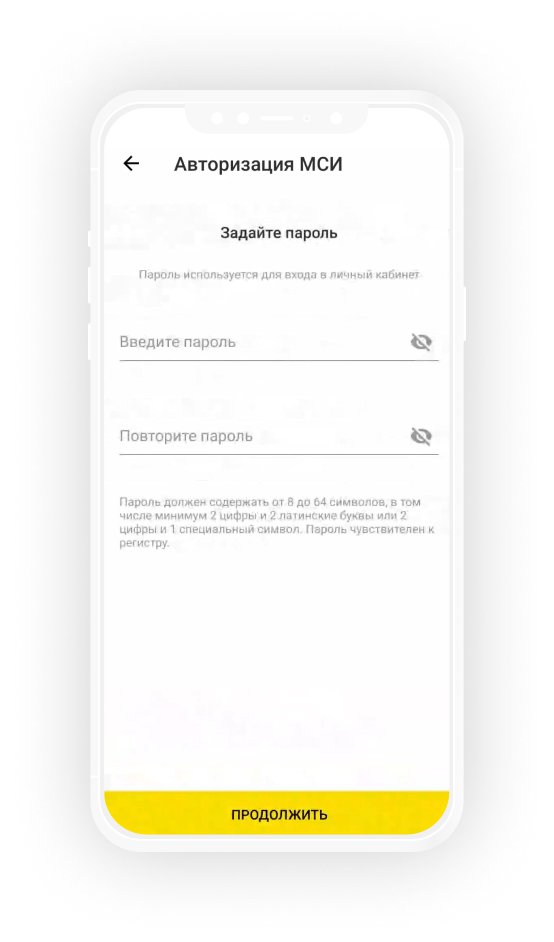 Авторизация МСИ
Задайте пароль
Пароль используется для входа в личный кабинет
Введите пароль
Повторите пароль
Пароль должен содержать от 8 до 64 символов, в том
числе минимум 2 цифры и 2 латинские буквы или 2
цифры и 1 специальный символ. Пароль чувствителен к
регистру.
ПРОДОЛЖИТЬ